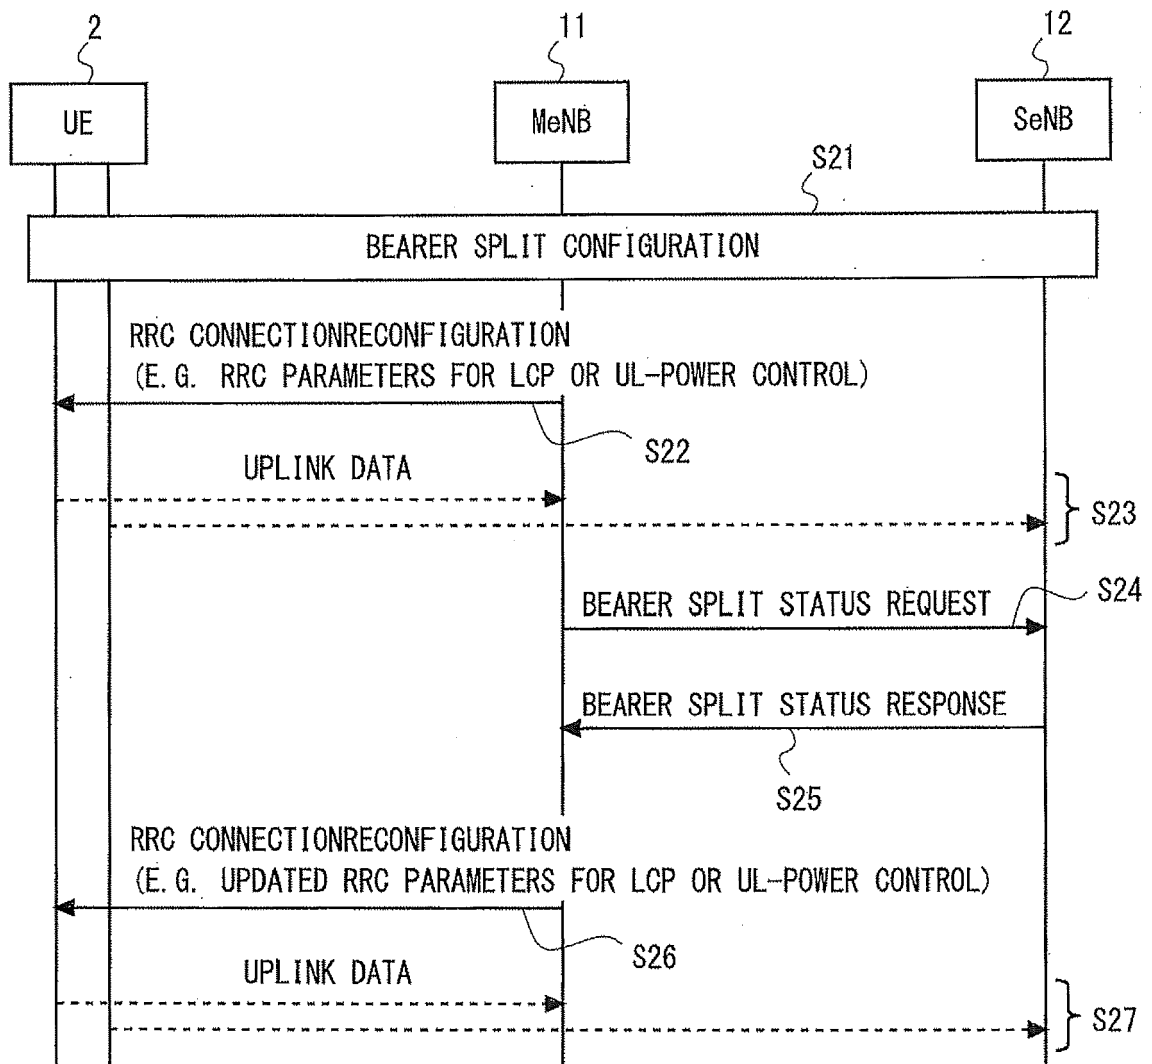 2
11
12
UE
MeNB
SeNB
S21
BEARER SPLIT CONFIGURATION
RRC CONNECTIONRECONFIGURATION
(E.G. RRC PARAMETERS FOR LCP OR UL-POWER CONTROL)
S22
UPLINK DATA
S23
S24
BEARER SPLIT STATUS REQUEST
BEARER SPLIT STATUS RESPONSE
S25
RRC CONNECTIONRECONFIGURATION
(E.G. UPDATED RRC PARAMETERS FOR LCP OR UL-POWER CONTROL)
S26
UPLINK DATA
S27